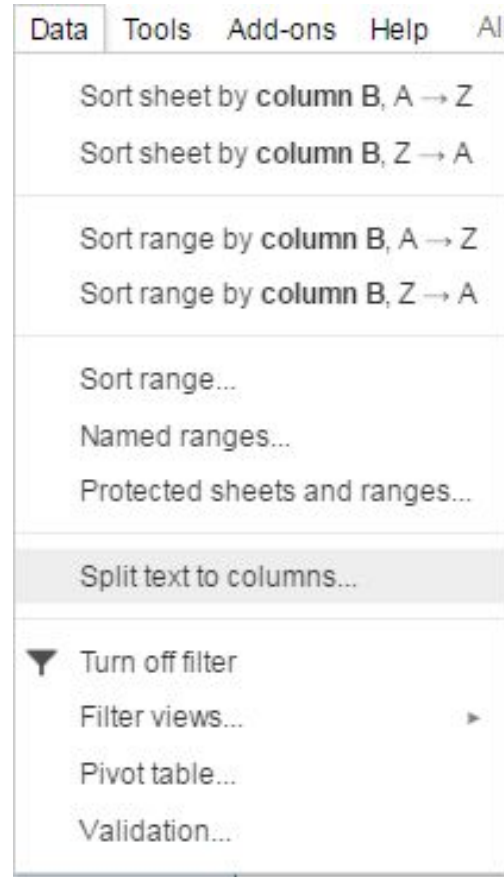 Data Tools Add-ons Help Al
Sort sheet by column B, A → Z
Sort sheet by column B, Z → A
Sort range by column B, A → Z
Sort range by column B, Z → A
Sort range...
Named ranges...
Protected sheets and ranges...
Split text to columns...
Turn off filter
Filter views...
Pivot table...
Validation...